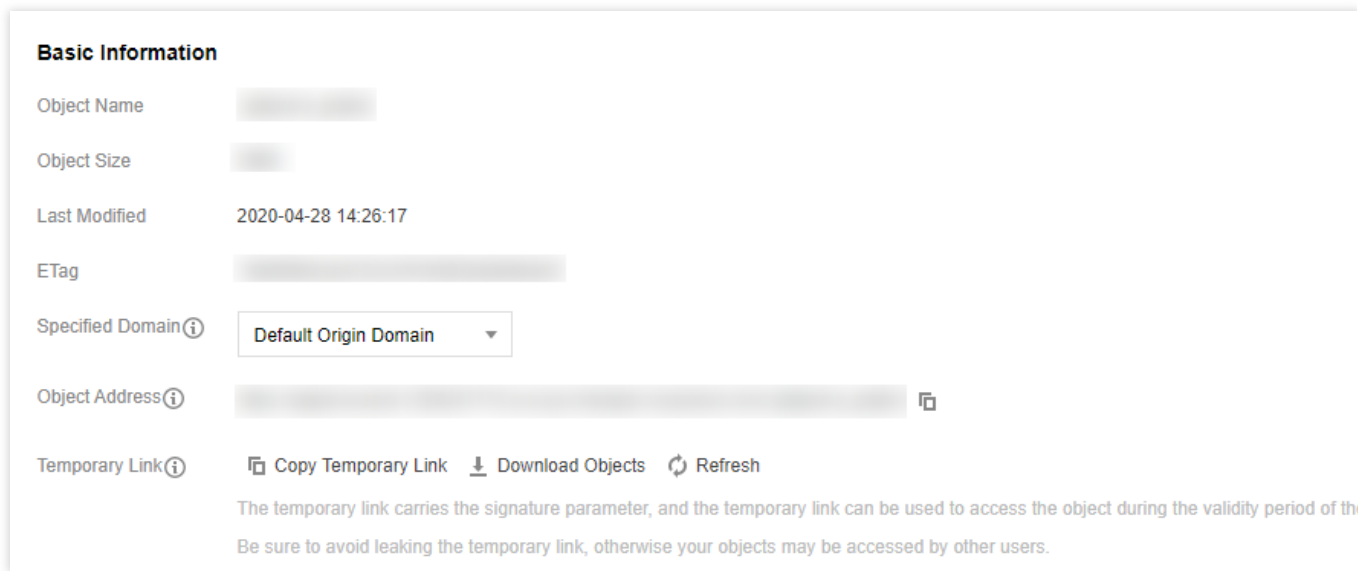 Basic Information
Object Name
Object Size
Last Modified 2020-04-28 14:26:17
ETag
Specified Domain Default Origin Domain
Object Address
Temporary Link Copy Temporary Link Download Objects Refresh
The temporary link carries the signature parameter, and the temporary link can be used to access the object during the validity period of the
Be sure to avoid leaking the temporary link, otherwise your objects may be accessed by other users.